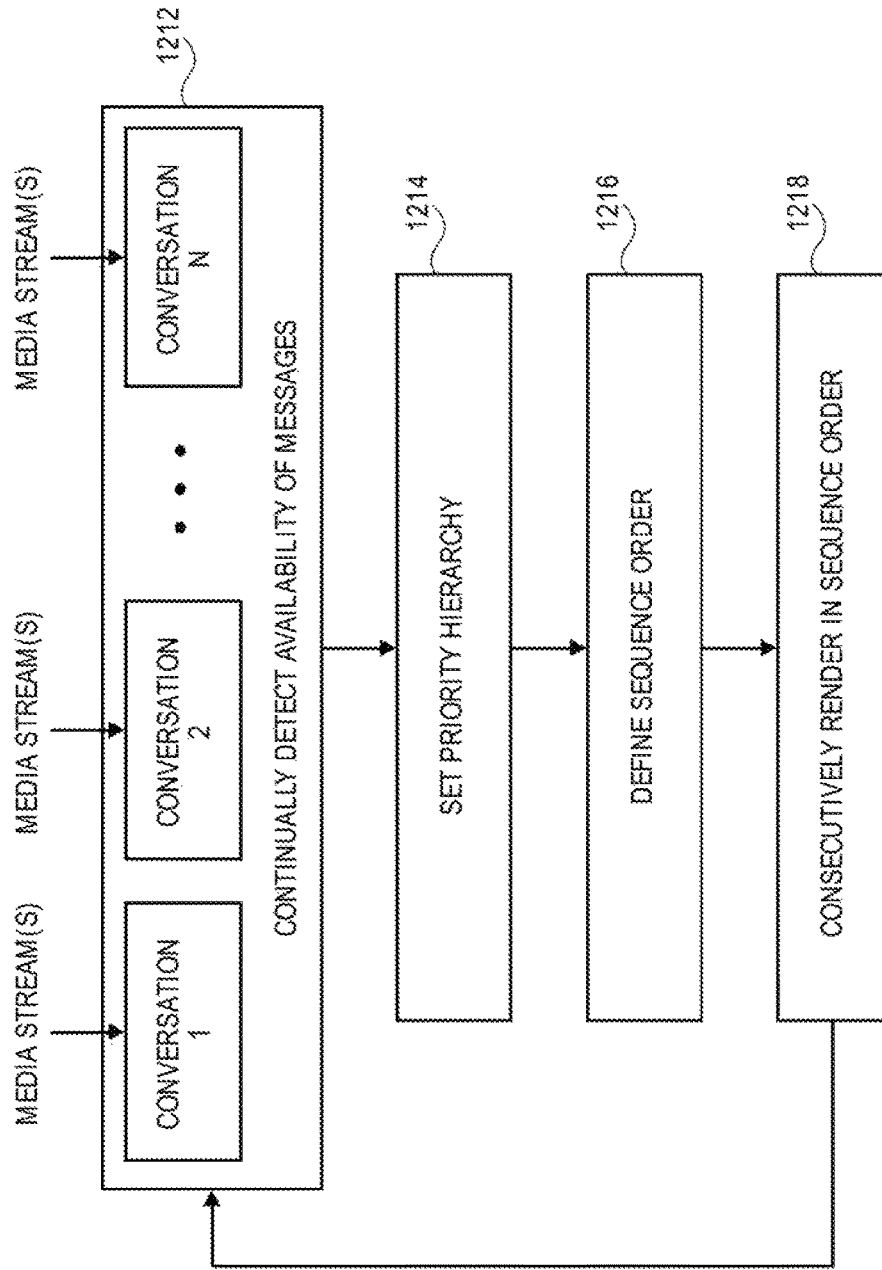 MEDIA STREAM(S)
MEDIA STREAM(S)
MEDIA STREAM(S)
1212
CONVERSATION
1
CONVERSATION
2
CONVERSATION
N
CONTINUALLY DETECT AVAILABILITY OF MESSAGES
1214
SET PRIORITY HIERARCHY
1216
DEFINE SEQUENCE ORDER
1218
CONSECUTIVELY RENDER IN SEQUENCE ORDER